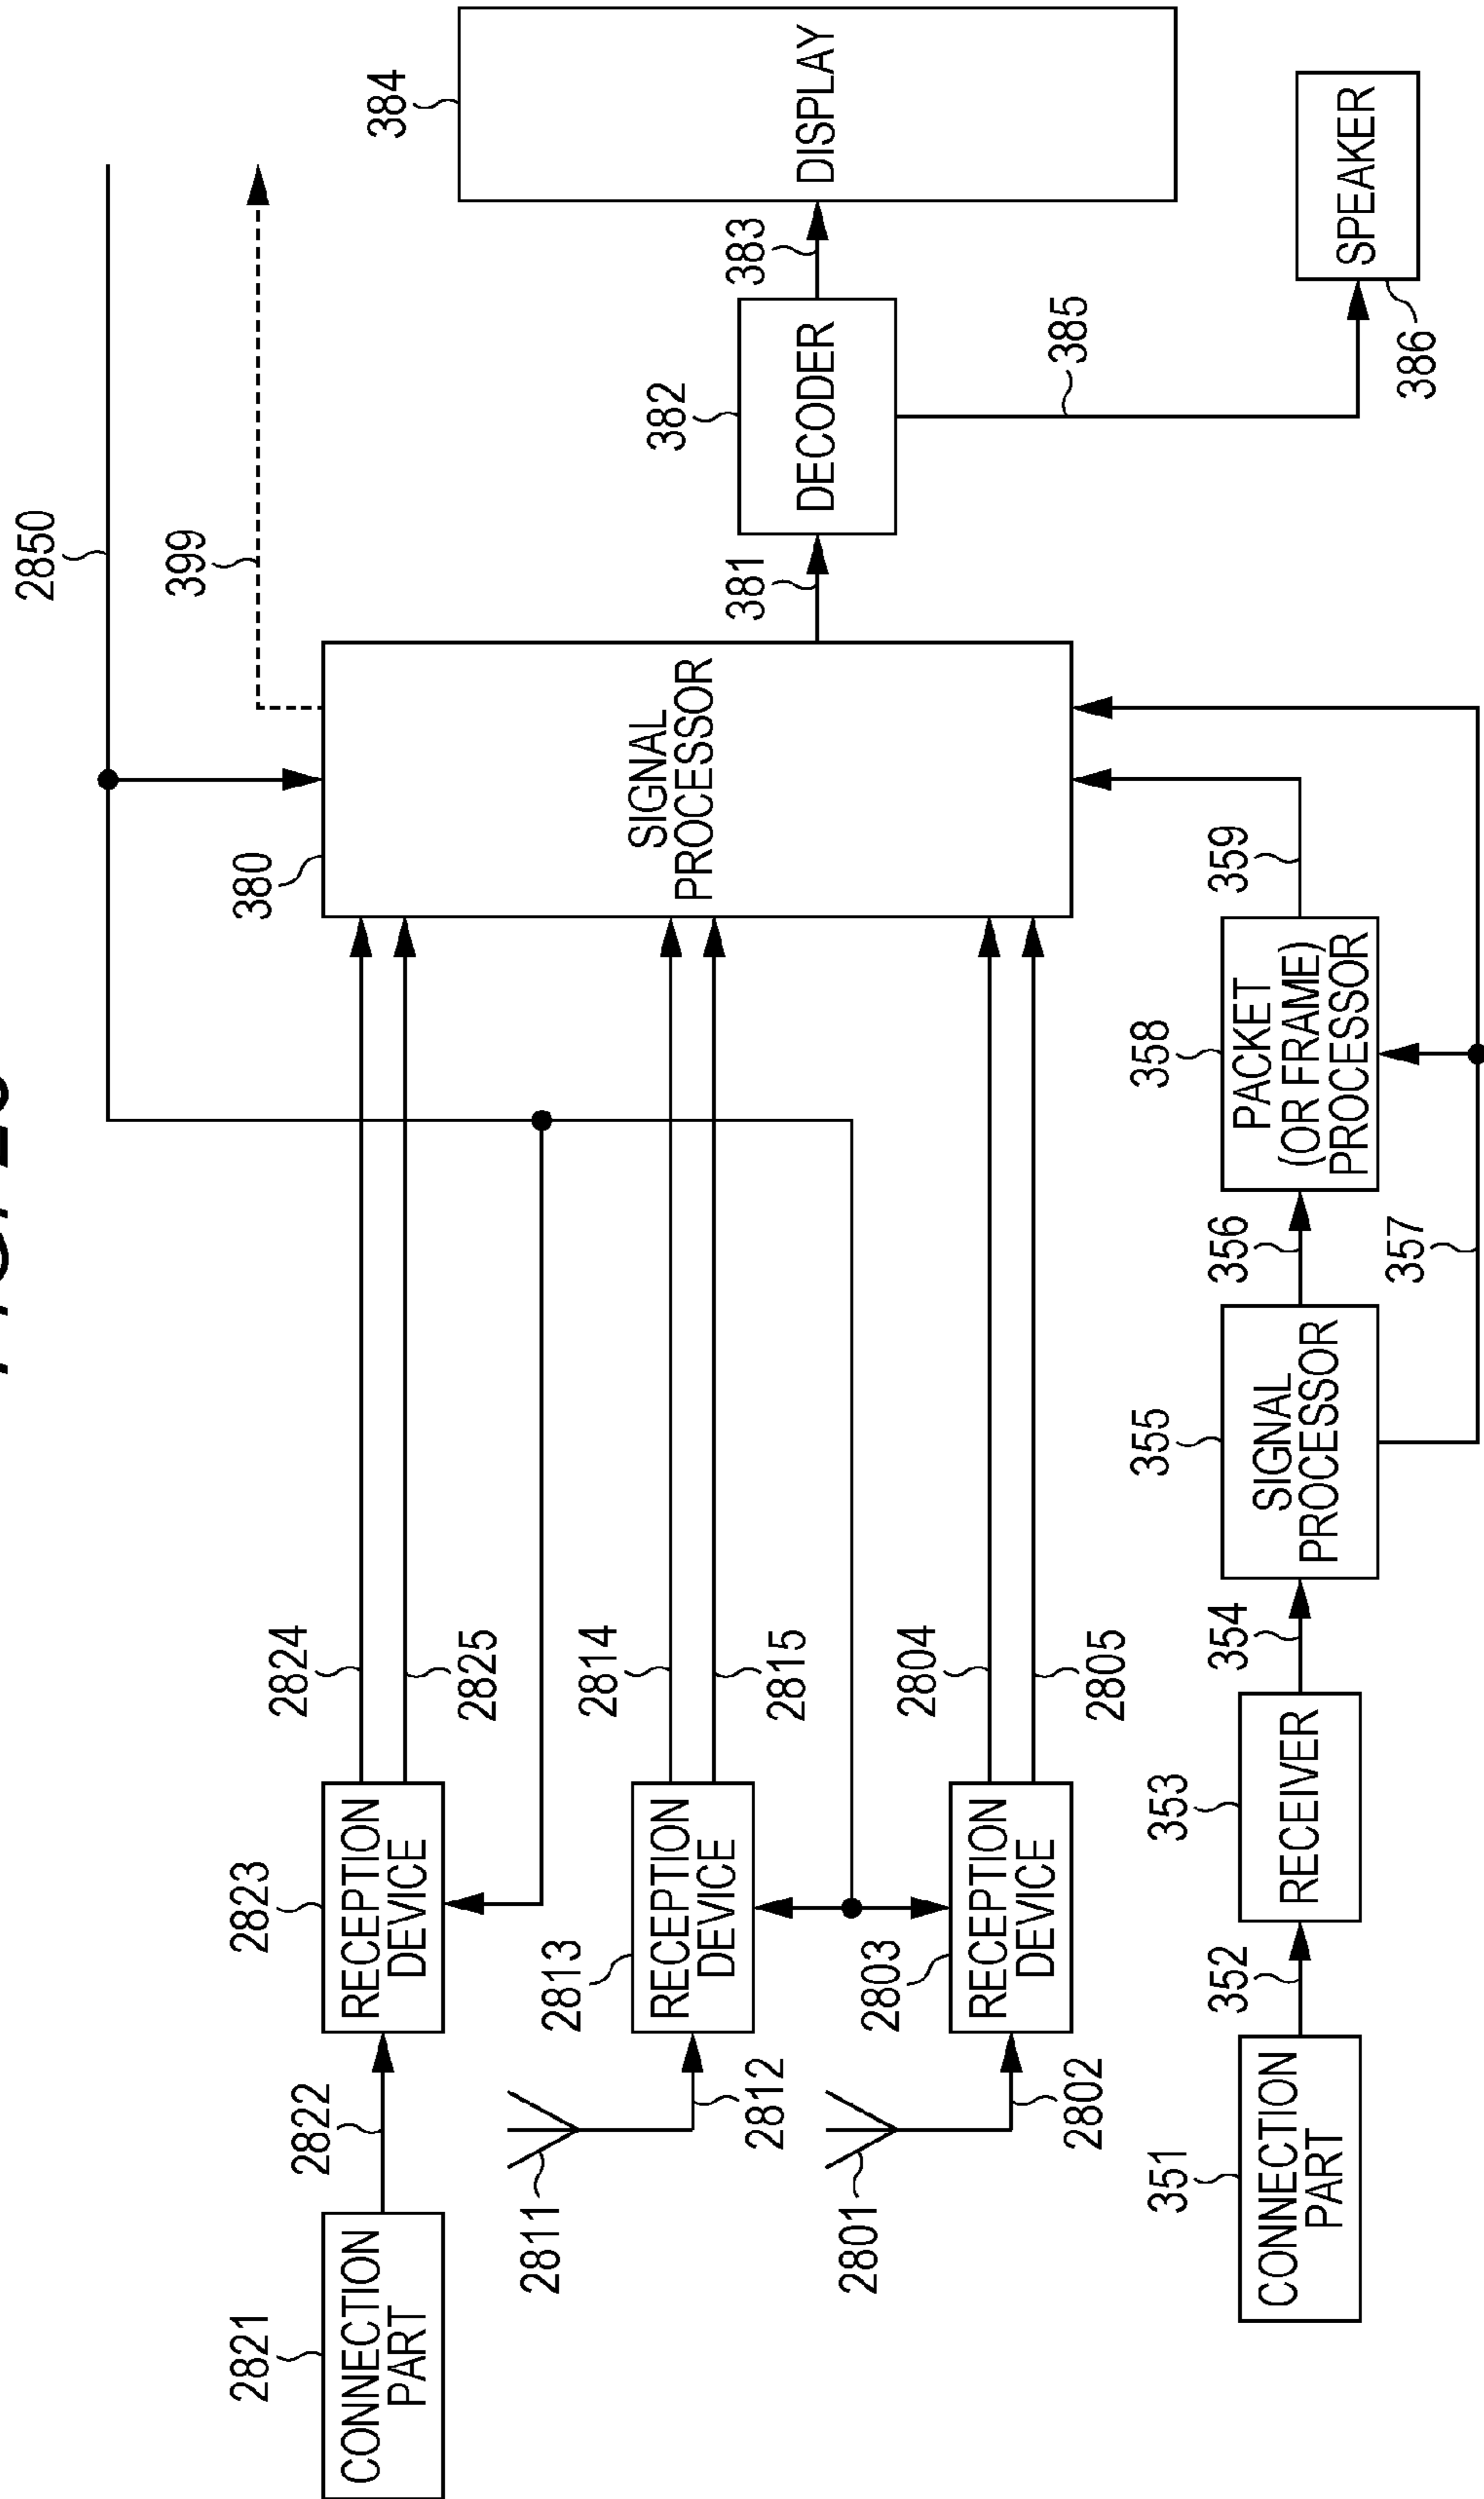 2850
399
384
DISPLAY
380
SIGNAL
PROCESSOR
381
382
DECODER
383
385
386
SPEAKER
2821
CONNECTION
PART
2822
2823
RECEPTION
DEVICE
2824
2825
2811
2812
2813
RECEPTION
DEVICE
2814
2815
2801
2802
2803
RECEPTION
DEVICE
2804
2805
351
CONNECTION
PART
352
353
RECEIVER
354
355
SIGNAL
PROCESSOR
356
357
358
PACKET
(OR FRAME)
PROCESSOR
359